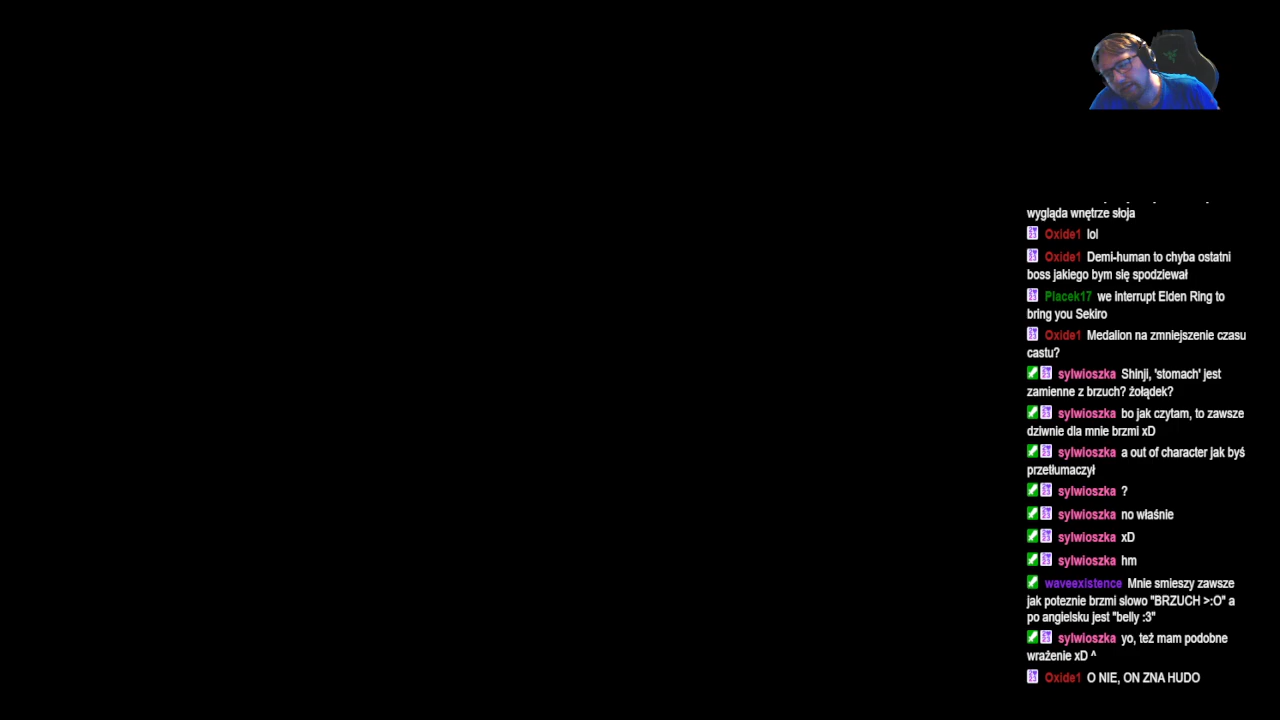 wygląda wnętrze słoja
Oxide1 lol
Oxide1 Demi-human to chyba ostatni
boss jakiego bym się spodziewał
Placek17 we interrupt Elden Ring to
bring you Sekiro
Oxide1 Medalion na zmniejszenie czasu
castu?
sylwioszka Shinji, 'stomach' jest
zamienne z brzuch? żołądek?
sylwioszka bo jak czytam, to zawsze
dziwnie dla mnie brzmi xD
sylwioszka a out of character jak byś
przetłumaczył
sylwioszka ?
sylwioszka no właśnie
sylwioszka xD
sylwioszka hm
waveexistence Mnie smieszy zawsze
jak poteznie brzmi slowo "BRZUCH >:O" a
po angielsku jest "belly :3"
sylwioszka yo, też mam podobne
wrażenie xD ^
Oxide1 O NIE, ON ZNA HUDO